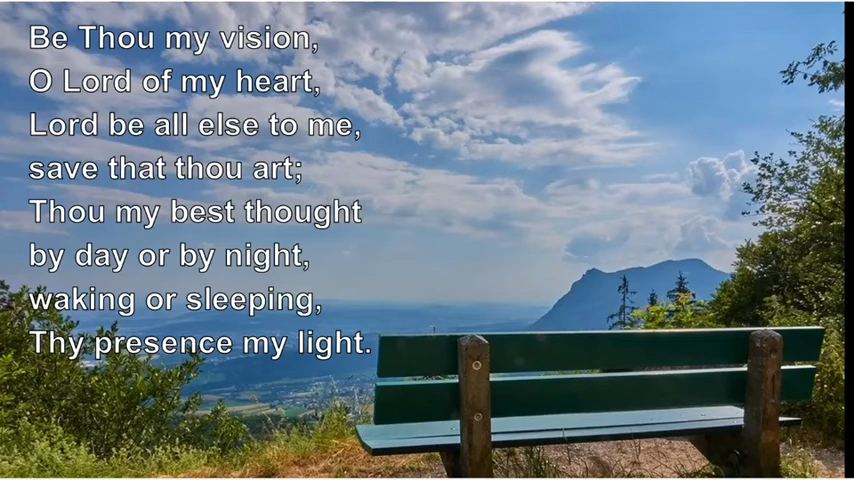 Be Thou my vision,
O Lord of my heart,
Lord be all else to me,
save that thou art;
Thou my best thought
by day or by night,
waking or sleeping,
Thy presence my light.